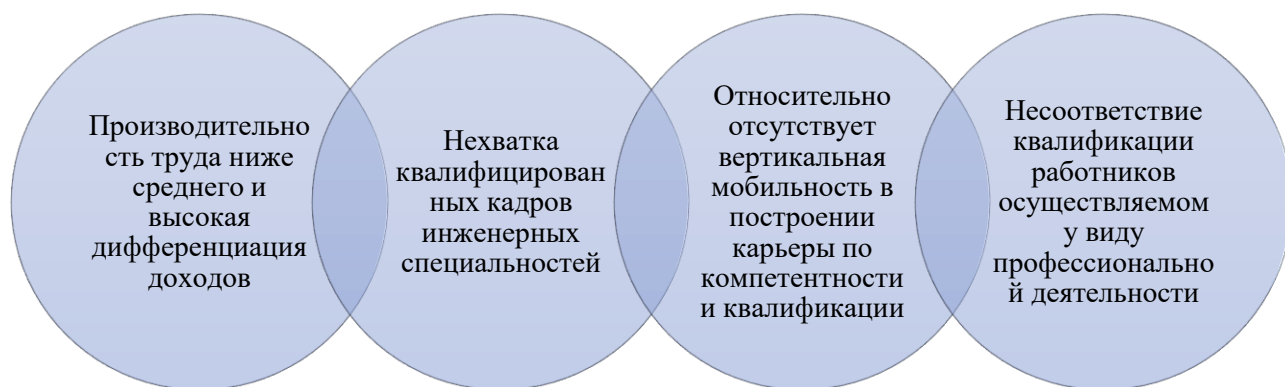 Производительно
сть труда ниже
среднего и
высокая
дифференциация
доходов
Нехватка
квалифицирован
ных кадров
инженерных
специальностей
Относительно
отсутствует
вертикальная
мобильность в
построении
карьеры по
компетентности
и квалификации
Несоответствие
квалификации
работников
осуществляемом
у виду
профессионально
й деятельности